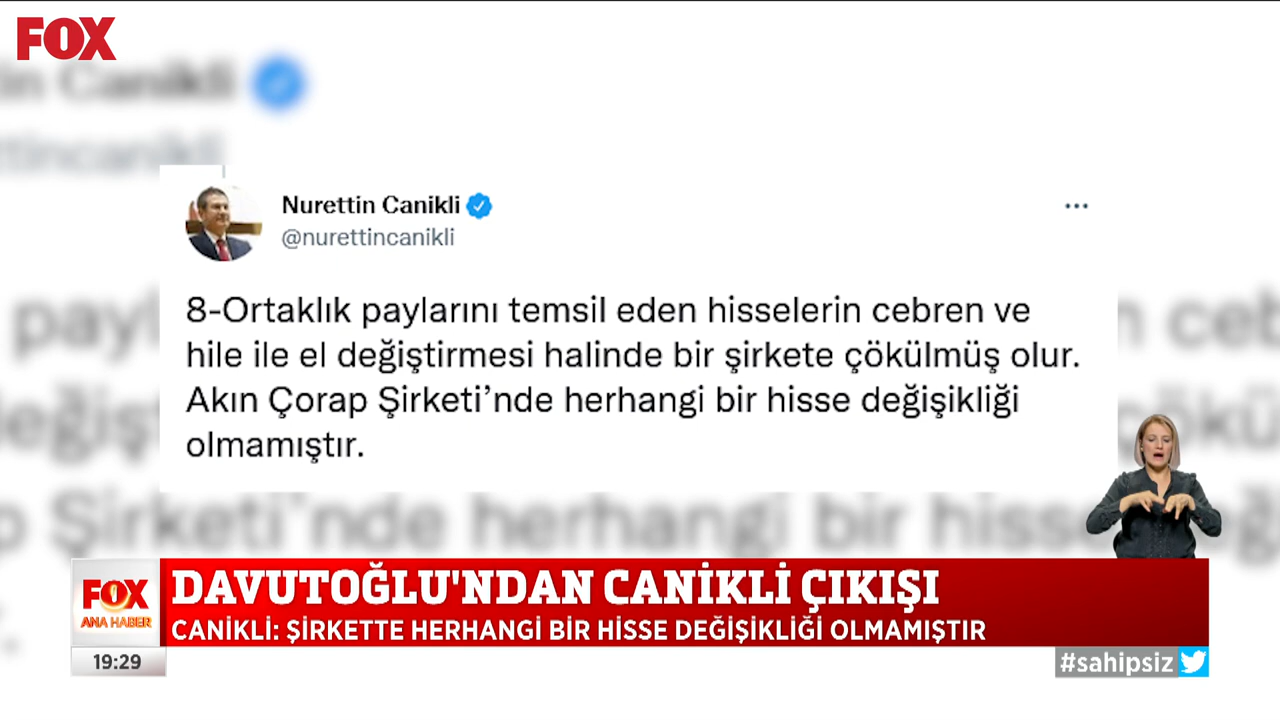 FOX
Nurettin Canikli
@nurettincanikli
8-Ortaklık paylarını temsil eden hisselerin cebren ve
hile ile el değiştirmesi halinde bir şirkete çökülmüş olur.
Akın Çorap Şirketi’nde herhangi bir hisse değişikliği
olmamıştır.
FOX
ANA HABER
DAVUTOĞLU'NDAN CANİKLİ ÇIKIŞI
CANİKLİ: ŞİRKETTE HERHANGİ BİR HİSSE DEĞİŞİKLİĞİ OLMAMIŞTIR
19:29
#sahipsiz